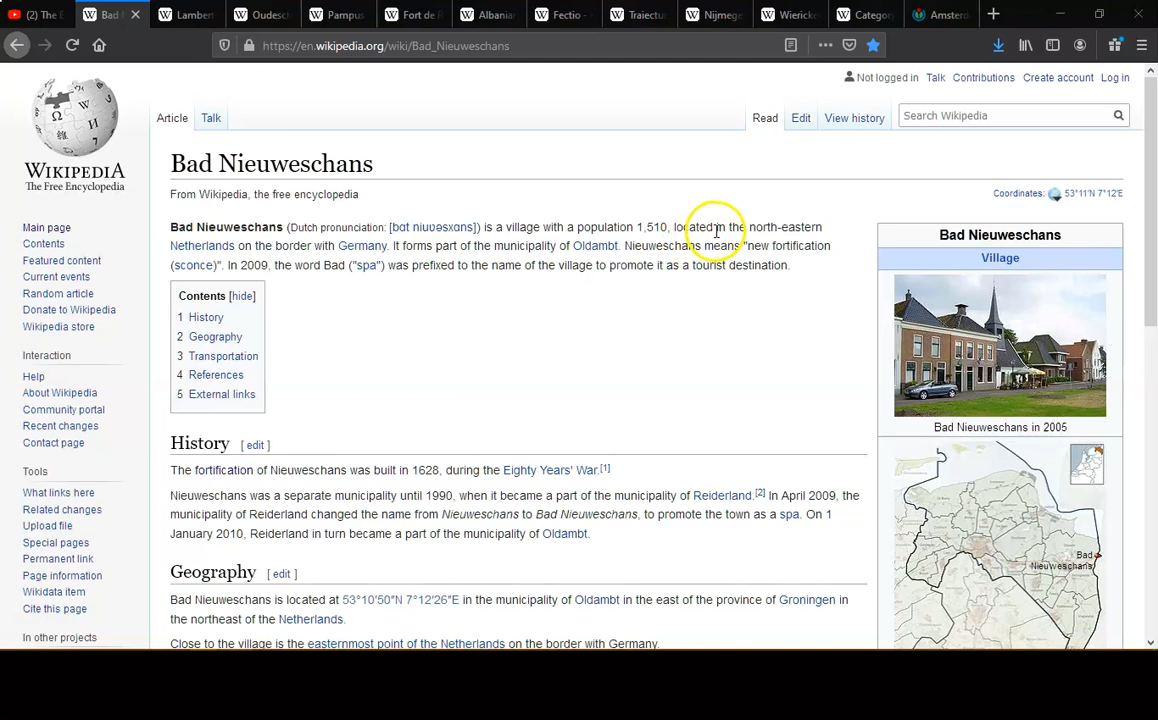 (2) The E
Bad N
Lambert
Oudesch
Pampus
Fort de R
Albanian
Fectio -
Traiectur
Nijmege
Wiericke
Category
Amsterd
https://en.wikipedia.org/wiki/Bad_Nieuweschans
Not logged in Talk Contributions Create account Log in
Article Talk
Read Edit View history
Search Wikipedia
WIKIPEDIA
The Free Encyclopedia
Main page
Contents
Featured content
Current events
Random article
Donate to Wikipedia
Wikipedia store
Interaction
Help
About Wikipedia
Community portal
Recent changes
Contact page
Tools
What links here
Related changes
Upload file
Special pages
Permanent link
Page information
Wikidata item
Cite this page
In other projects
Bad Nieuweschans
From Wikipedia, the free encyclopedia
Coordinates: 53°11′N 7°12′E
Bad Nieuweschans (Dutch pronunciation: [bɑt niuʋəsxɑns]) is a village with a population 1,510, located in the north-eastern
Netherlands on the border with Germany. It forms part of the municipality of Oldambt. Nieuweschans means "new fortification
(sconce)". In 2009, the word Bad ("spa") was prefixed to the name of the village to promote it as a tourist destination.
Contents [hide]
1 History
2 Geography
3 Transportation
4 References
5 External links
History [ edit ]
The fortification of Nieuweschans was built in 1628, during the Eighty Years' War.[1]
Nieuweschans was a separate municipality until 1990, when it became a part of the municipality of Reiderland.[2] In April 2009, the
municipality of Reiderland changed the name from Nieuweschans to Bad Nieuweschans, to promote the town as a spa. On 1
January 2010, Reiderland in turn became a part of the municipality of Oldambt.
Geography [ edit ]
Bad Nieuweschans is located at 53°10′50″N 7°12′26″E in the municipality of Oldambt in the east of the province of Groningen in
the northeast of the Netherlands.
Close to the village is the easternmost point of the Netherlands on the border with Germany.
Bad Nieuweschans
Village
Bad Nieuweschans in 2005
Bad
Nieuweschans